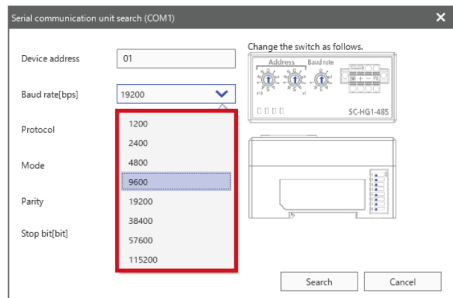 Serial communication unit search (COM1)
Device address
01
Change the switch as follows.
Address
Baud rate
x10
x1
SC-HG1-485
Baud rate[bps]
19200
1200
2400
4800
9600
19200
38400
57600
115200
Protocol
Mode
Parity
Stop bit[bit]
Search
Cancel